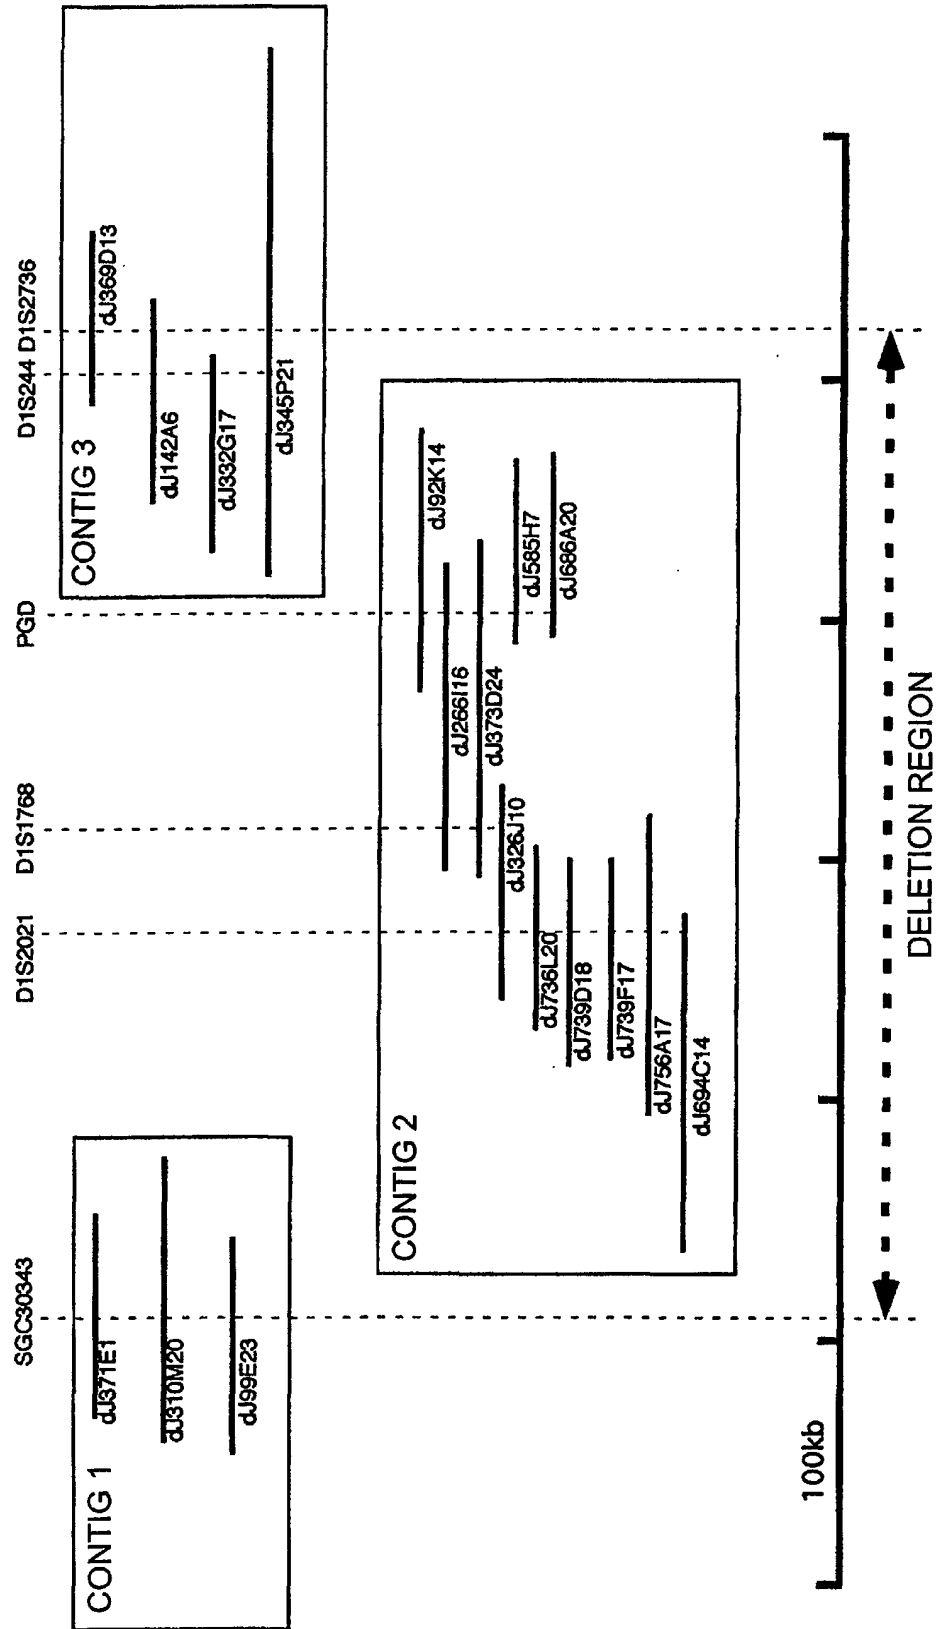 SGC30343
D1S2021
D1S1768
PGD
D1S244
D1S2736
CONTIG 1
dJ371E1
dJ310M20
dJ99E23
CONTIG 3
dJ369D13
dJ142A6
dJ332G17
dJ345P21
CONTIG 2
dJ92K14
dJ266I16
dJ373D24
dJ585H7
dJ686A20
dJ326J10
dJ736L20
dJ739D18
dJ739F17
dJ756A17
dJ694C14
100kb
DELETION REGION